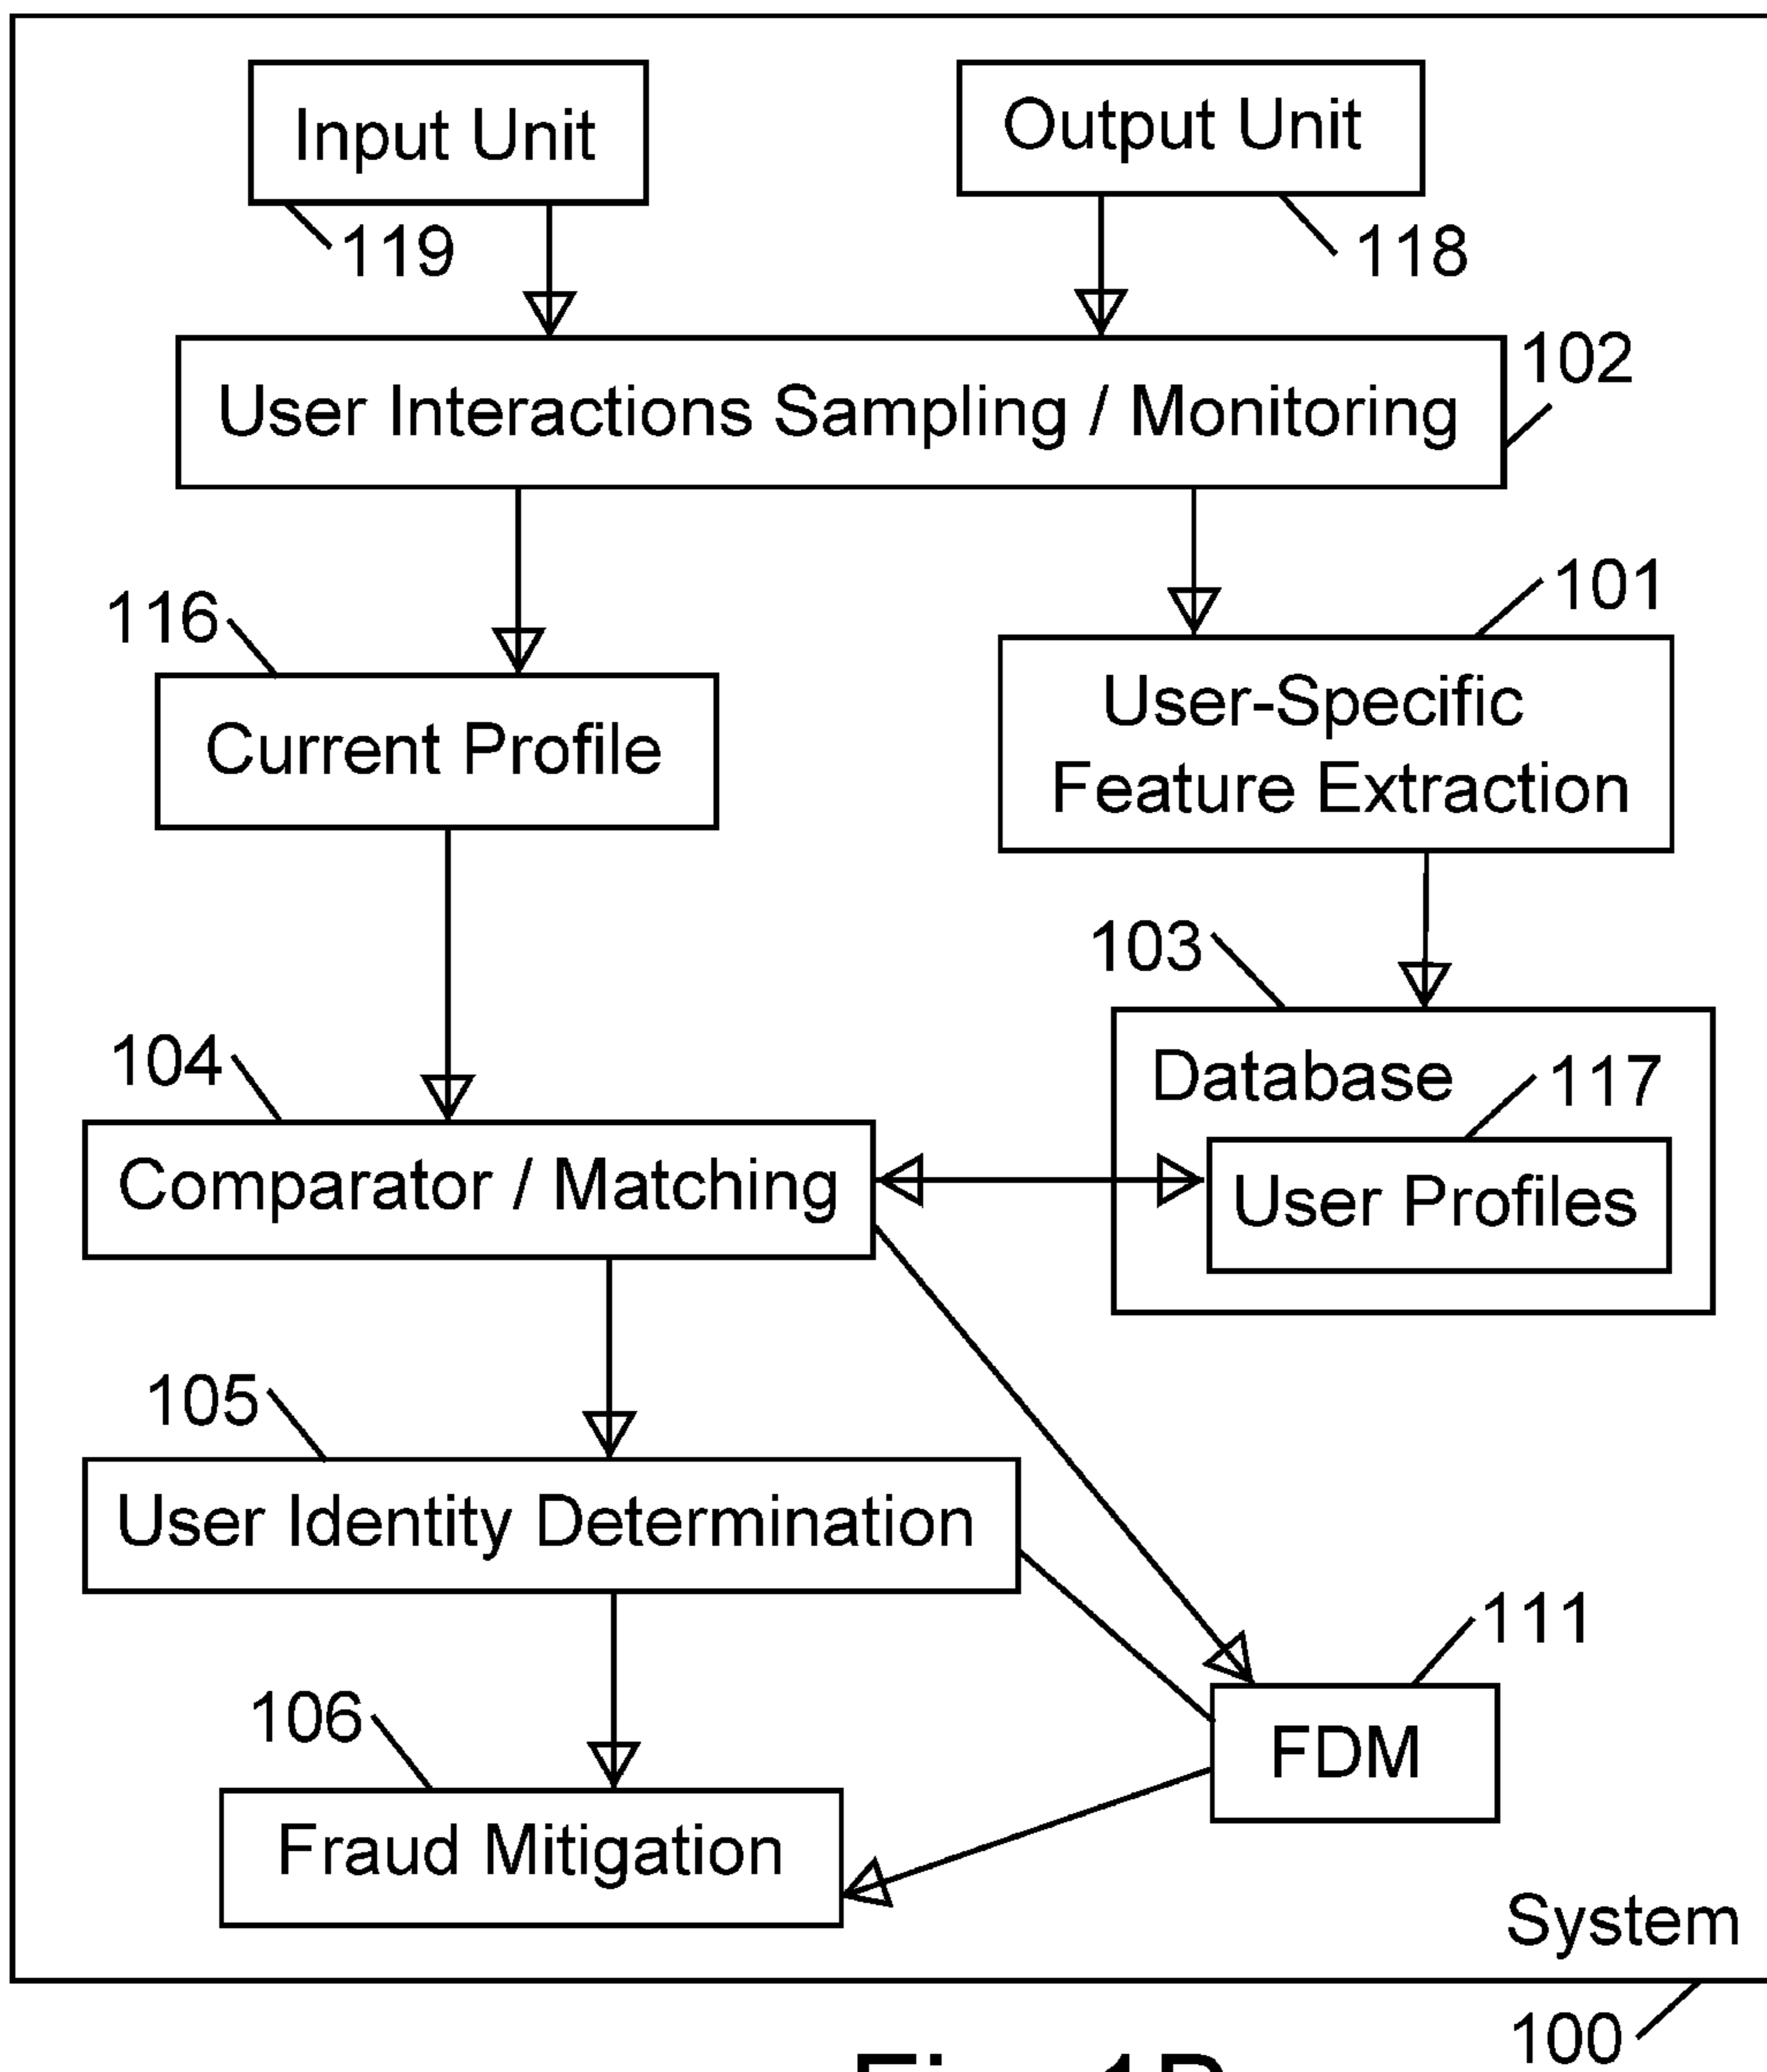 Input Unit
Output Unit
119
118
User Interactions Sampling / Monitoring
102
116
101
Current Profile
User-Specific
Feature Extraction
103
104
Database
117
Comparator / Matching
User Profiles
105
User Identity Determination
111
106
FDM
Fraud Mitigation
System
100